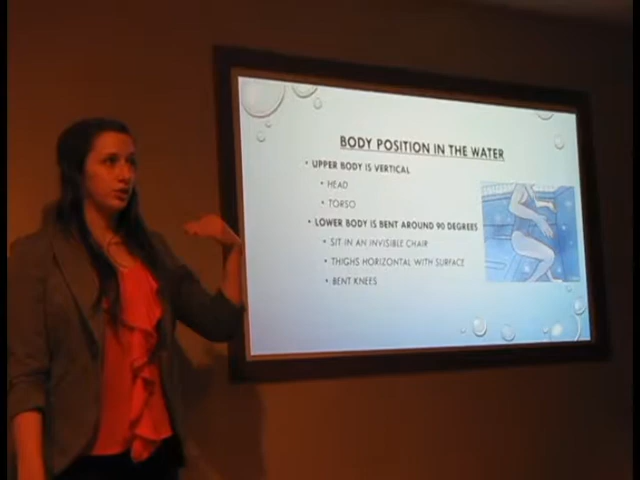 BODY POSITION IN THE WATER
• UPPER BODY IS VERTICAL
• HEAD
• TORSO
• LOWER BODY IS BENT AROUND 90 DEGREES
• SIT IN AN INVISIBLE CHAIR
• THIGHS HORIZONTAL WITH SURFACE
• BENT KNEES